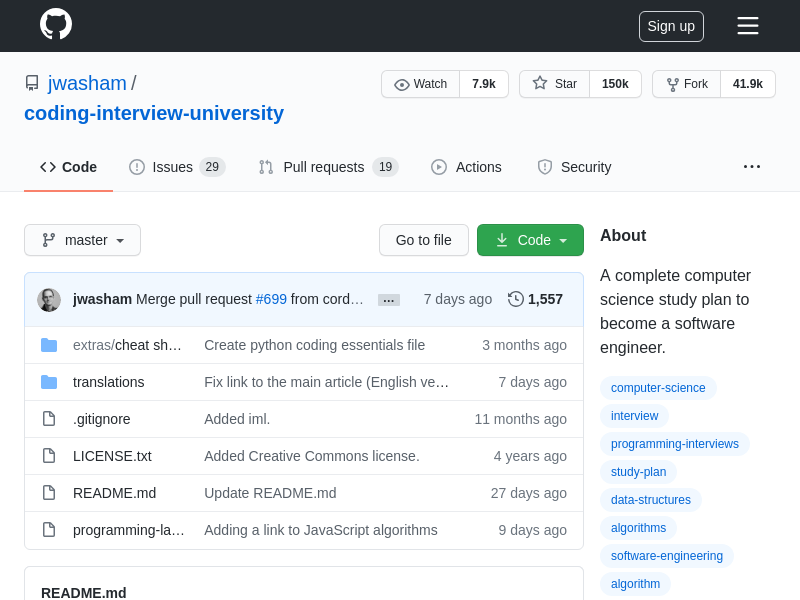 Sign up
jwasham /
coding-interview-university
Watch 7.9k
Star 150k
Fork 41.9k
Code
Issues 29
Pull requests 19
Actions
Security
master
Go to file
Code
jwasham Merge pull request #699 from cord… ... 7 days ago 1,557
extras/cheat sh… Create python coding essentials file 3 months ago
translations Fix link to the main article (English ve… 7 days ago
.gitignore Added iml. 11 months ago
LICENSE.txt Added Creative Commons license. 4 years ago
README.md Update README.md 27 days ago
programming-la… Adding a link to JavaScript algorithms 9 days ago
README.md
About
A complete computer
science study plan to
become a software
engineer.
computer-science
interview
programming-interviews
study-plan
data-structures
algorithms
software-engineering
algorithm